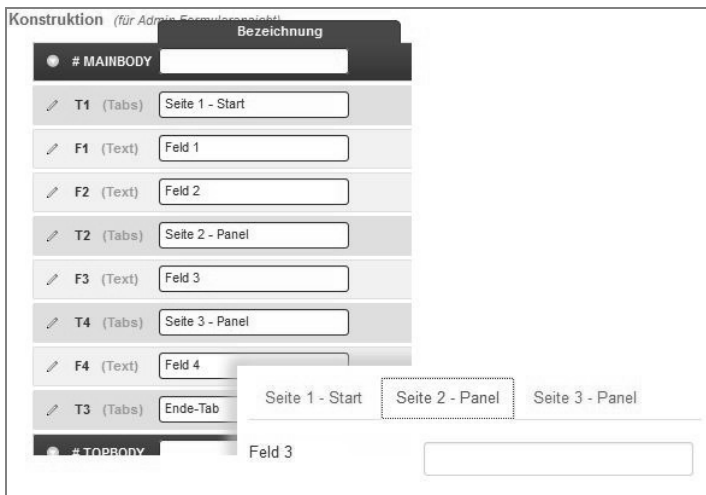 Konstruktion (für Admin Formularansicht)
Bezeichnung
# MAINBODY
T1 (Tabs) Seite 1 - Start
F1 (Text) Feld 1
F2 (Text) Feld 2
T2 (Tabs) Seite 2 - Panel
F3 (Text) Feld 3
T4 (Tabs) Seite 3 - Panel
F4 (Text) Feld 4
T3 (Tabs) Ende-Tab
# TOPBODY
Seite 1 - Start Seite 2 - Panel Seite 3 - Panel
Feld 3